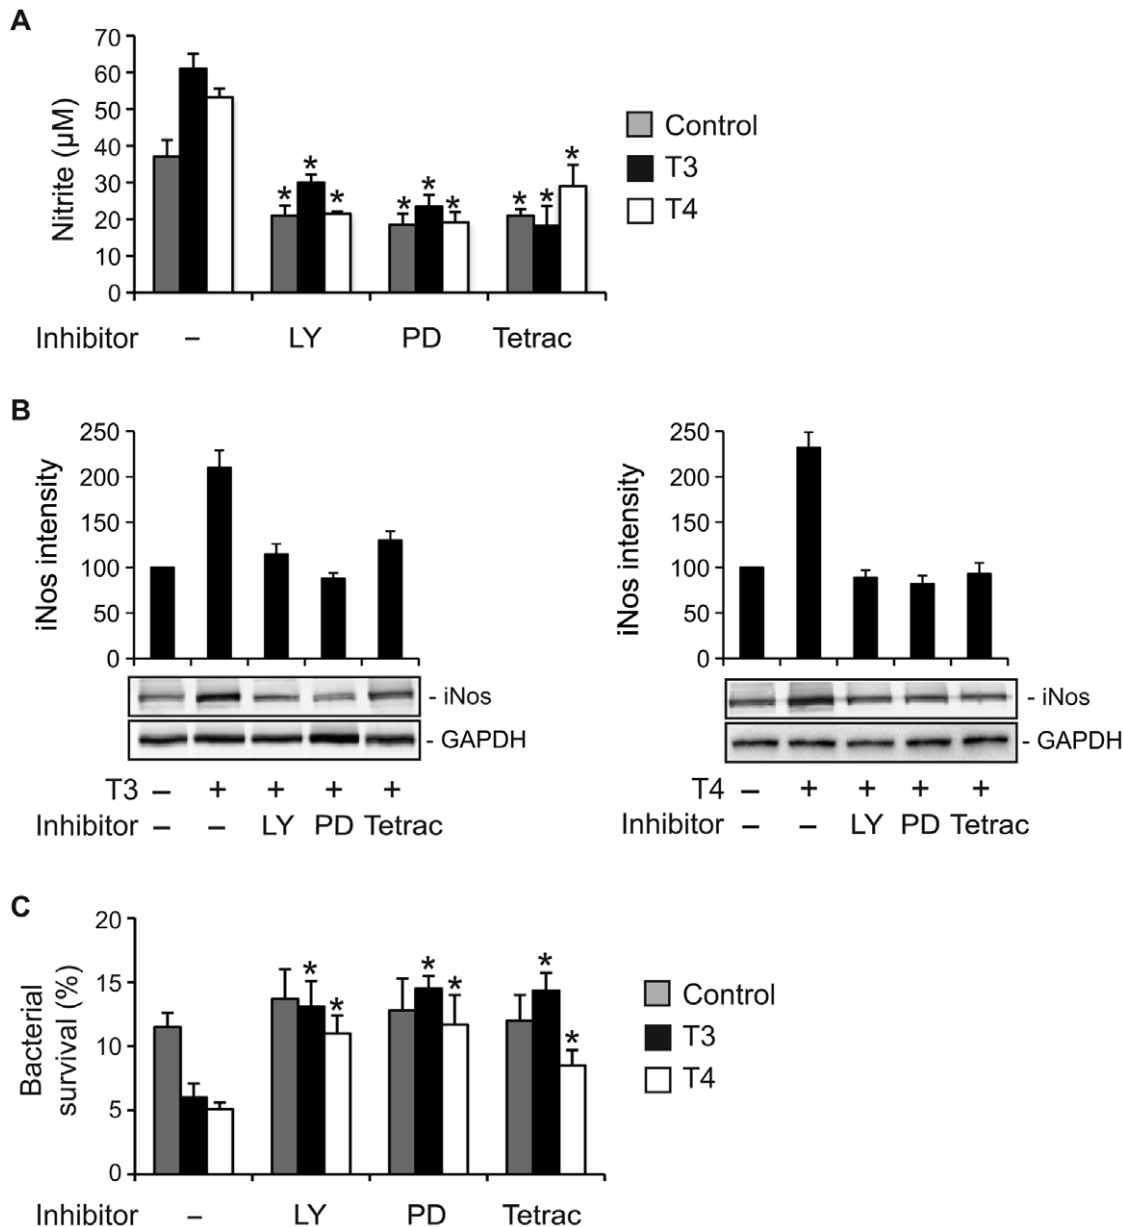 A
70
60
50
40
30
20
10
0
Nitrite (µM)
* * * * * * * * *
Control
T3
T4
Inhibitor – LY PD Tetrac
B
250
200
150
100
50
0
iNos intensity
- iNos
- GAPDH
T3 – + + + +
Inhibitor – – LY PD Tetrac
250
200
150
100
50
0
iNos intensity
- iNos
- GAPDH
T4 – + + + +
Inhibitor – – LY PD Tetrac
C
20
15
10
5
0
Bacterial
survival (%)
* * * * * *
Control
T3
T4
Inhibitor – LY PD Tetrac